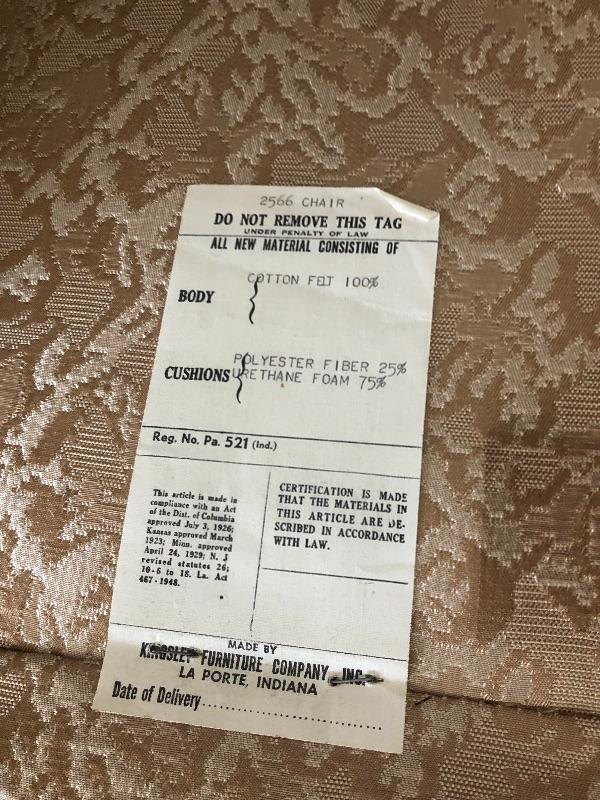 2566 CHAIR
DO NOT REMOVE THIS TAG
UNDER PENALTY OF LAW
ALL NEW MATERIAL CONSISTING OF
COTTON FELT 100%
BODY
POLYESTER FIBER 25%
CUSHIONS URETHANE FOAM 75%
Reg. No. Pa. 521 (Ind.)
This article is made in
compliance with an Act
of the Dist. of Columbia
approved July 3, 1926;
Kansas approved March
1923; Minn. approved
April 24, 1929; N. J.
revised statutes 26;
10-6 to 18. La. Act
467-1948.
CERTIFICATION IS MADE
THAT THE MATERIALS IN
THIS ARTICLE ARE DE-
SCRIBED IN ACCORDANCE
WITH LAW.
MADE BY
KINGSLEY FURNITURE COMPANY, INC.
LA PORTE, INDIANA
Date of Delivery